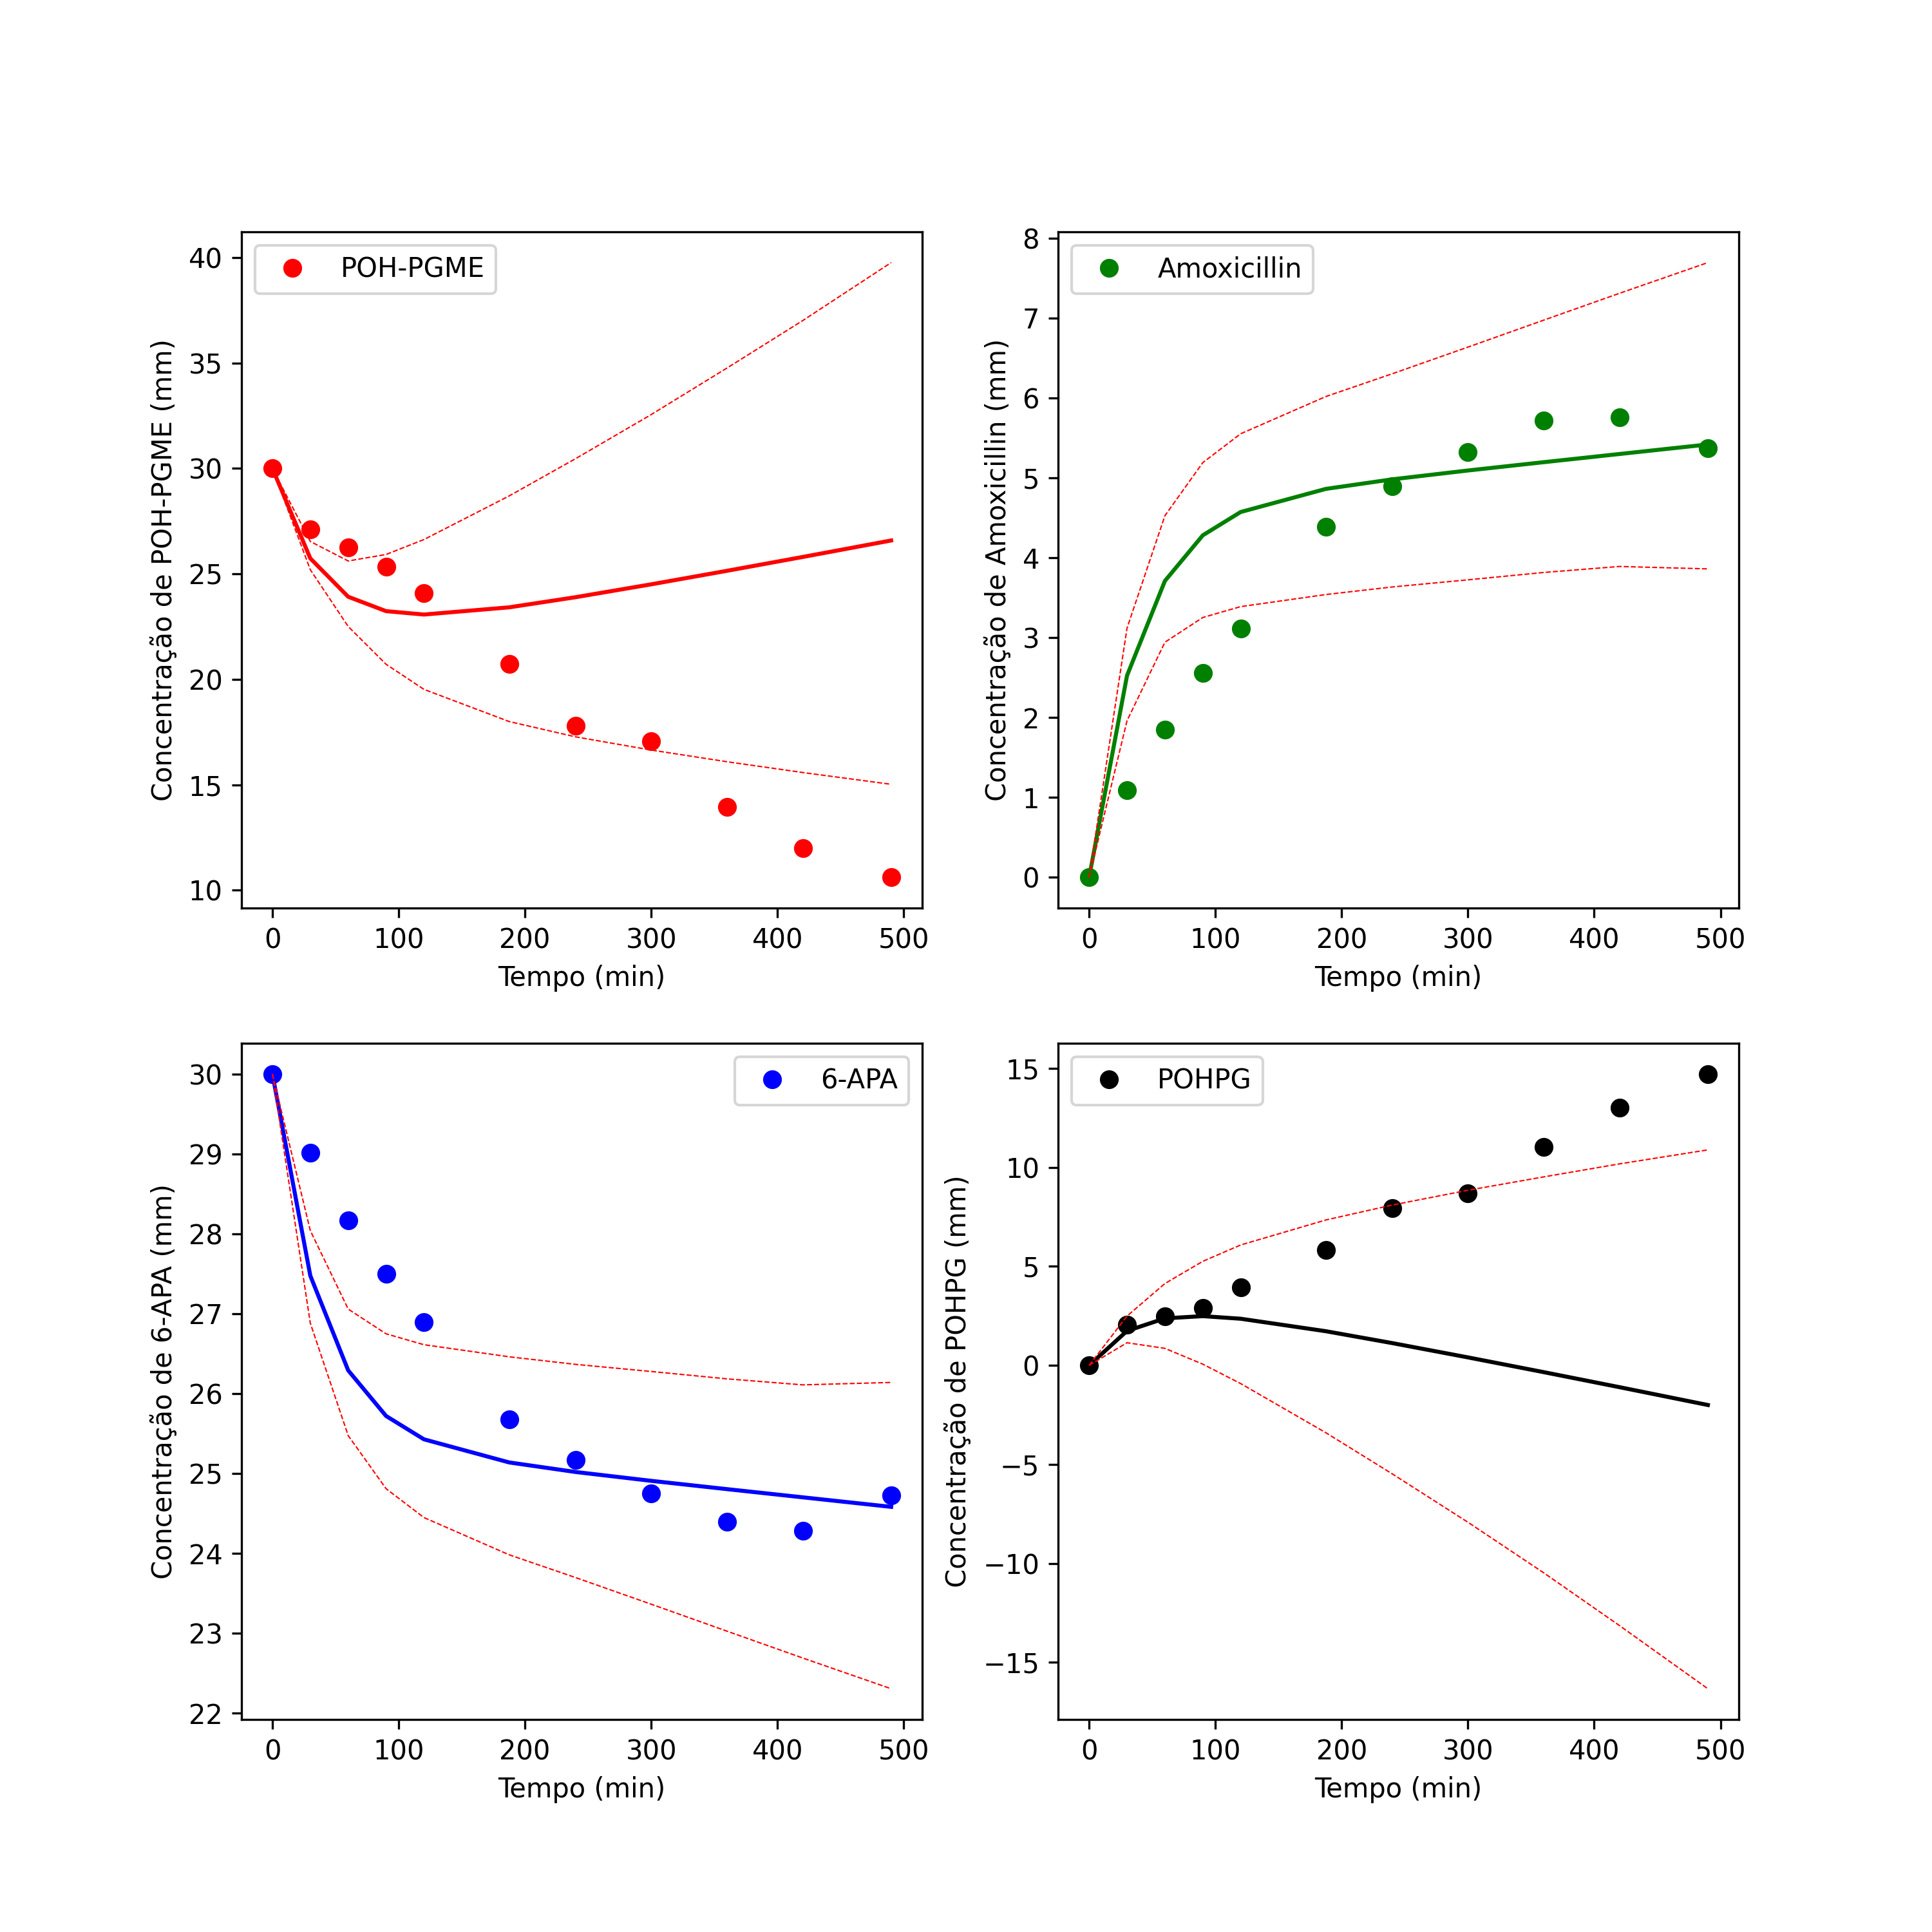 POH-PGME
Concentração de POH-PGME (mm)
40
35
30
25
20
15
10
0 100 200 300 400 500
Tempo (min)
Amoxicillin
Concentração de Amoxicillin (mm)
8
7
6
5
4
3
2
1
0
0 100 200 300 400 500
Tempo (min)
6-APA
Concentração de 6-APA (mm)
30
29
28
27
26
25
24
23
22
0 100 200 300 400 500
Tempo (min)
POHPG
Concentração de POHPG (mm)
15
10
5
0
−5
−10
−15
0 100 200 300 400 500
Tempo (min)